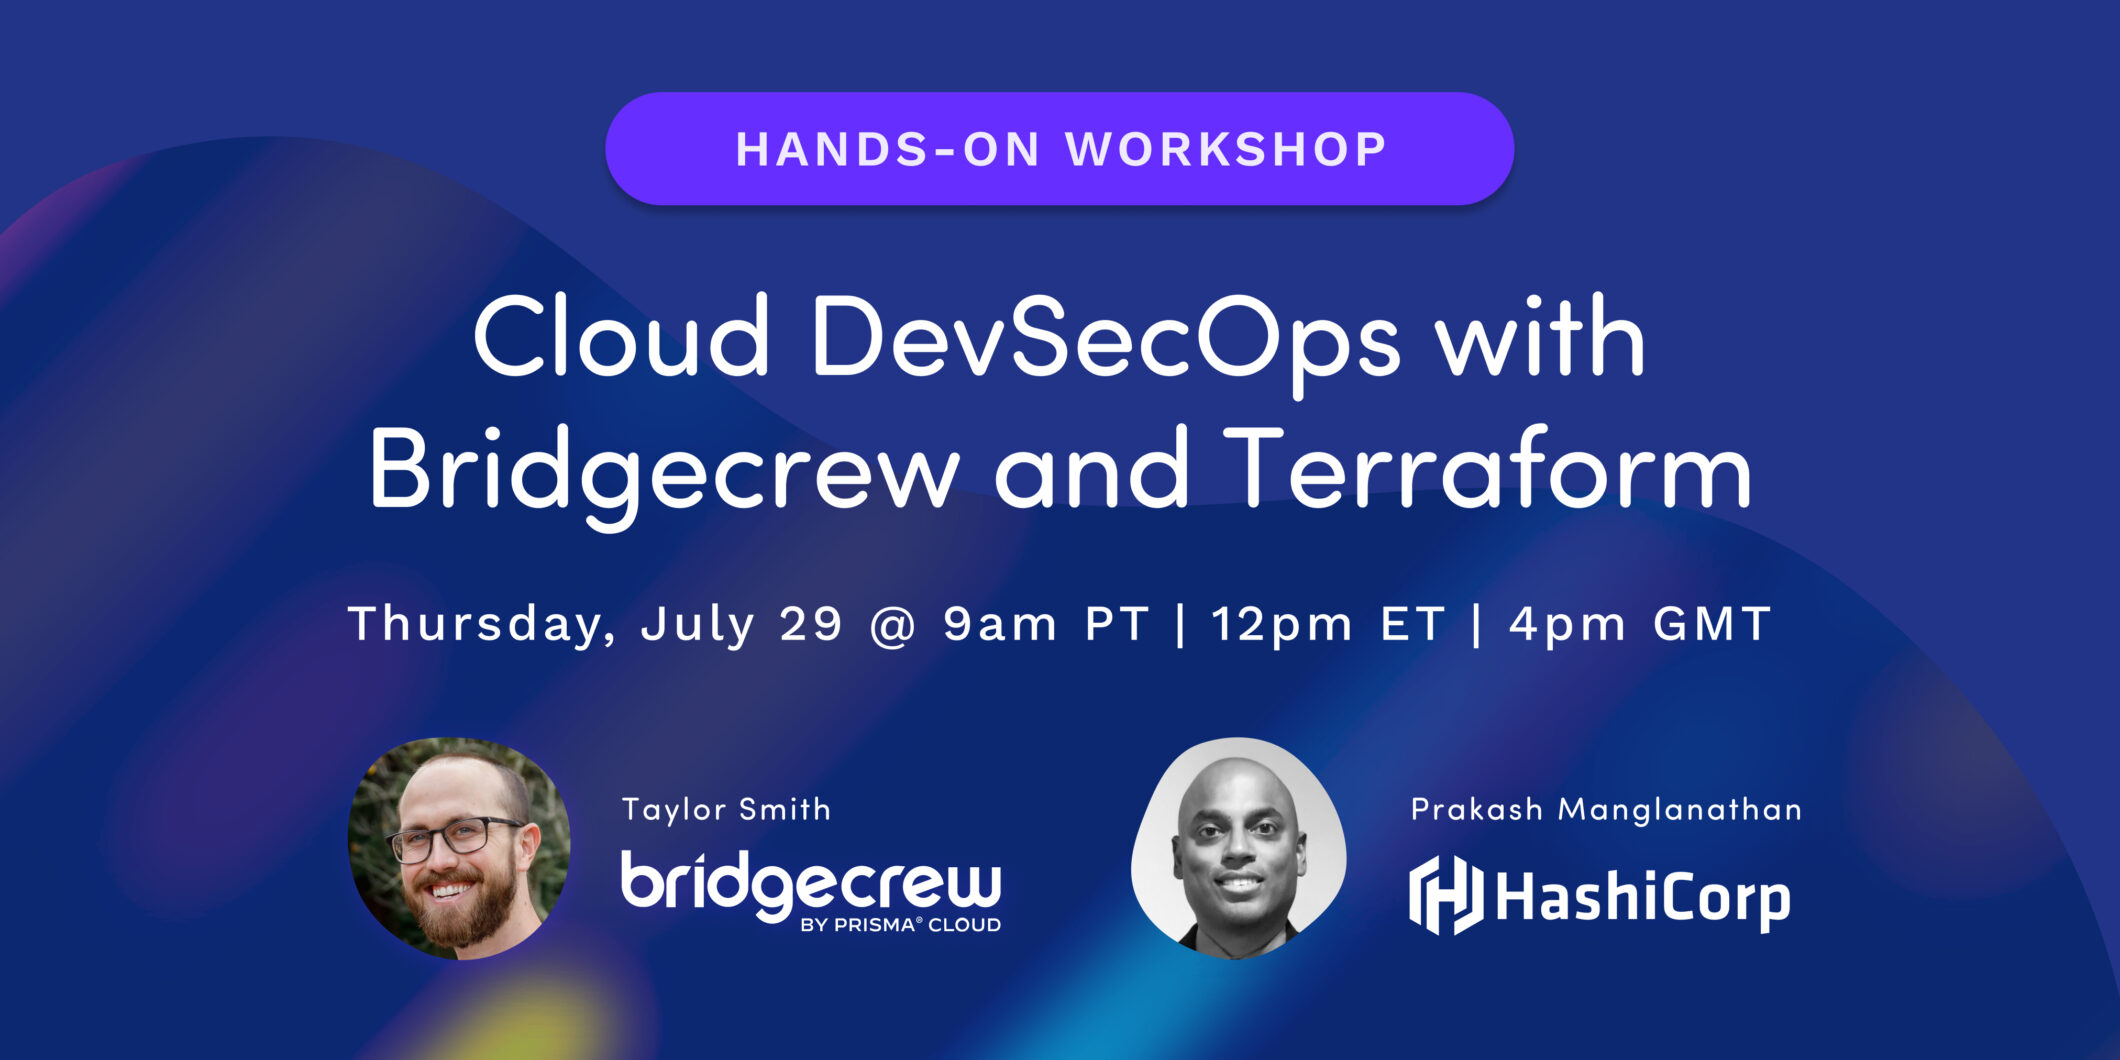 HANDS-ON WORKSHOP
Cloud DevSecOps with
Bridgecrew and Terraform
Thursday, July 29 @ 9am PT | 12pm ET | 4pm GMT
Taylor Smith
bridgecrew
BY PRISMA® CLOUD
Prakash Manglanathan
HashiCorp